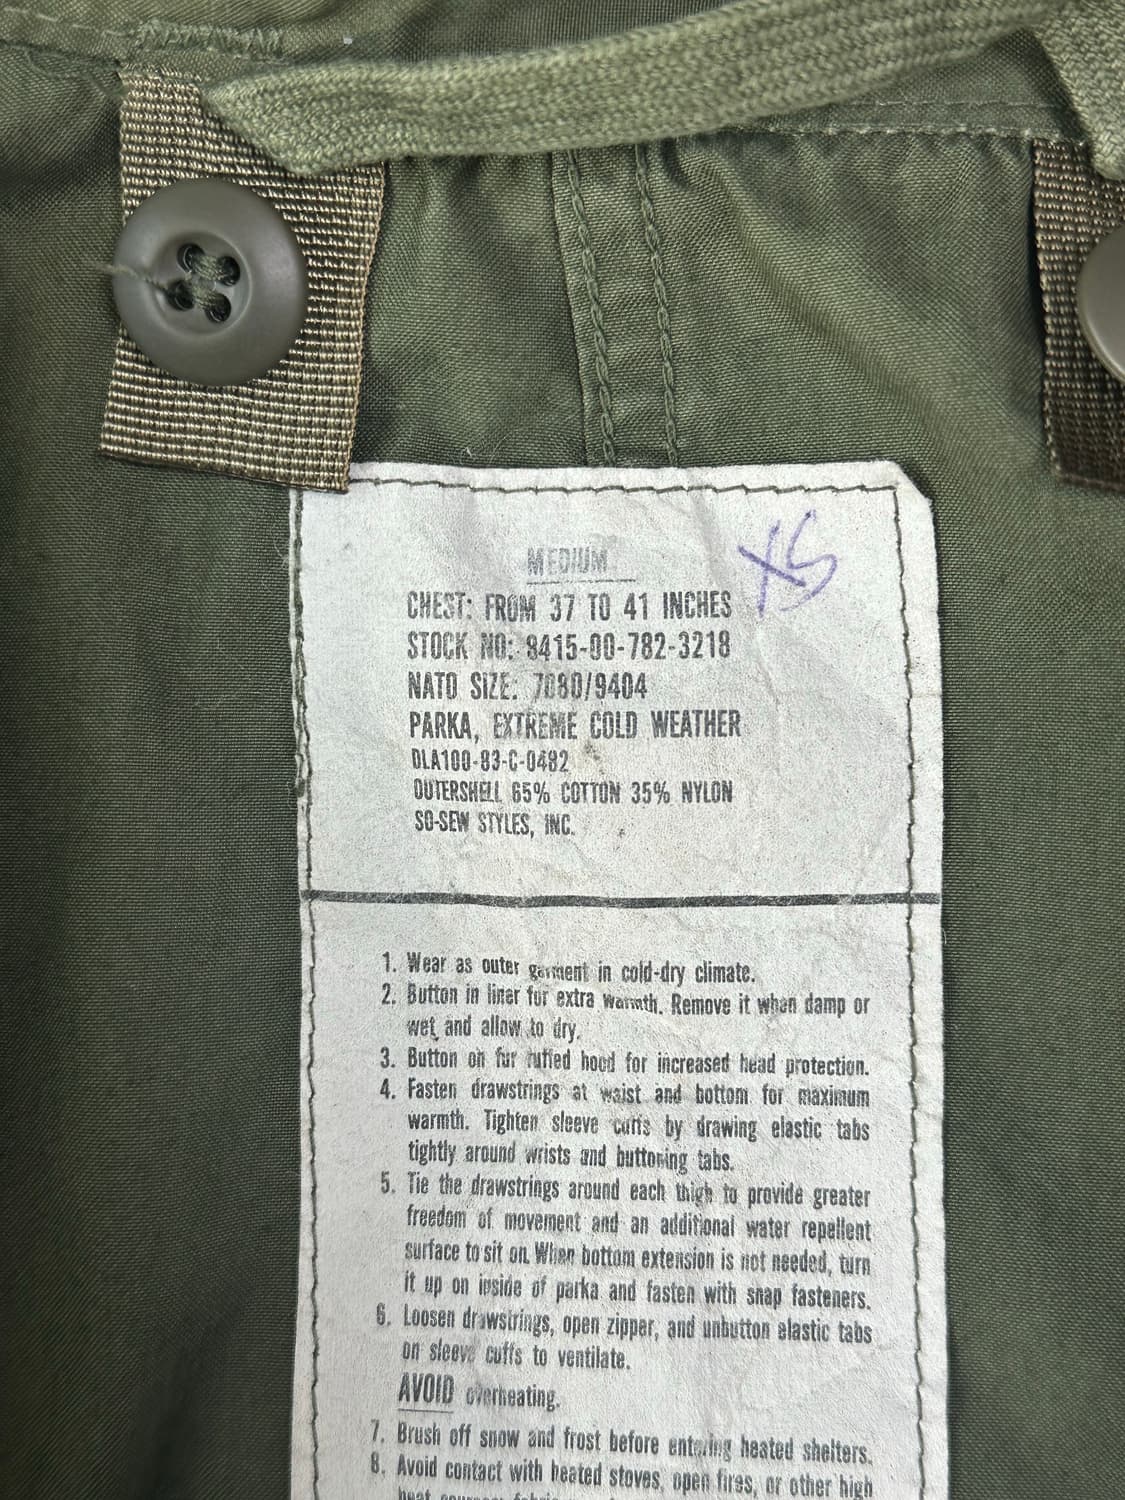 MEDIUM
XS
CHEST: FROM 37 TO 41 INCHES
STOCK NO: 8415-00-782-3218
NATO SIZE: 7080/9404
PARKA, EXTREME COLD WEATHER
DLA100-83-C-0482
OUTERSHELL 65% COTTON 35% NYLON
SO-SEW STYLES, INC.
1. Wear as outer garment in cold-dry climate.
2. Button in liner for extra warmth. Remove it when damp or
wet and allow to dry.
3. Button on fur ruffed hood for increased head protection.
4. Fasten drawstrings at waist and bottom for maximum
warmth. Tighten sleeve cuffs by drawing elastic tabs
tightly around wrists and buttoning tabs.
5. Tie the drawstrings around each thigh to provide greater
freedom of movement and an additional water repellent
surface to sit on. When bottom extension is not needed, turn
it up on inside of parka and fasten with snap fasteners.
6. Loosen drawstrings, open zipper, and unbutton elastic tabs
on sleeve cuffs to ventilate.
AVOID overheating.
7. Brush off snow and frost before entering heated shelters.
8. Avoid contact with heated stoves, open fires, or other high